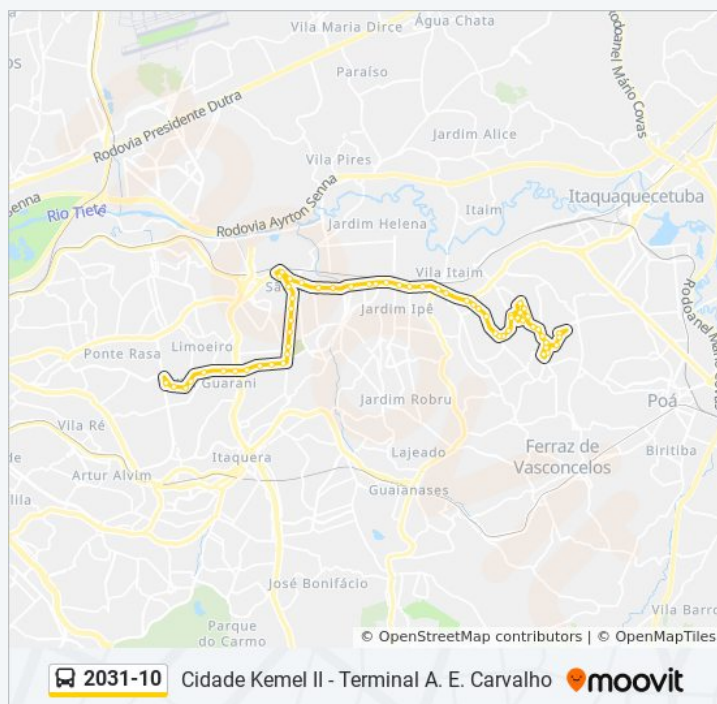 Vila Maria Dirce
Água Chata
Rodoanel Mário Covas
Paraíso
Rodovia Presidente Dutra
Jardim Alice
Vila Pires
Senna
Rodovia Ayrton Senna
Itaim
Itaquaquecetuba
Rio Tietê
Jardim Helena
Vila Itaim
Sã
Jardim Ipê
Rodoanel Má
Limoeiro
Ponte Rasa
Guarani
Jardim Robru
Poá
Vila Ré
Ferraz de
Vasconcelos
Lajeado
Biritiba
Itaquera
Artur Alvim
Guaianases
José Bonifácio
Parque
do Carmo
Vila Barro
© OpenStreetMap contributors | © OpenMapTiles
2031-10 Cidade Kemel II - Terminal A. E. Carvalho moovit